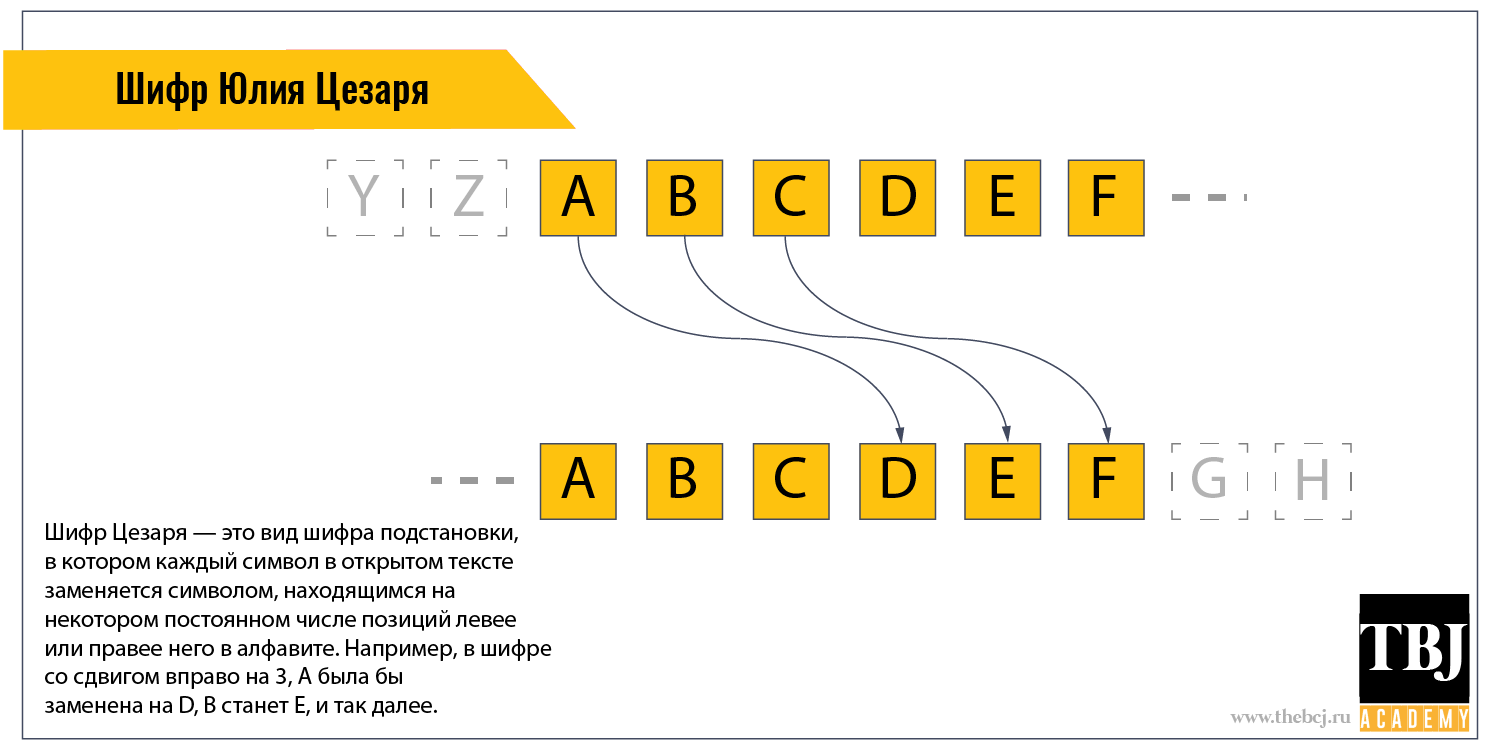 Шифр Юлия Цезаря
Y Z A B C D E F
A B C D E F G H
Шифр Цезаря — это вид шифра подстановки,
в котором каждый символ в открытом тексте
заменяется символом, находящимся на
некотором постоянном числе позиций левее
или правее него в алфавите. Например, в шифре
со сдвигом вправо на 3, A была бы
заменена на D, B станет E, и так далее.
TBJ
www.thebcj.ru
ACADEMY